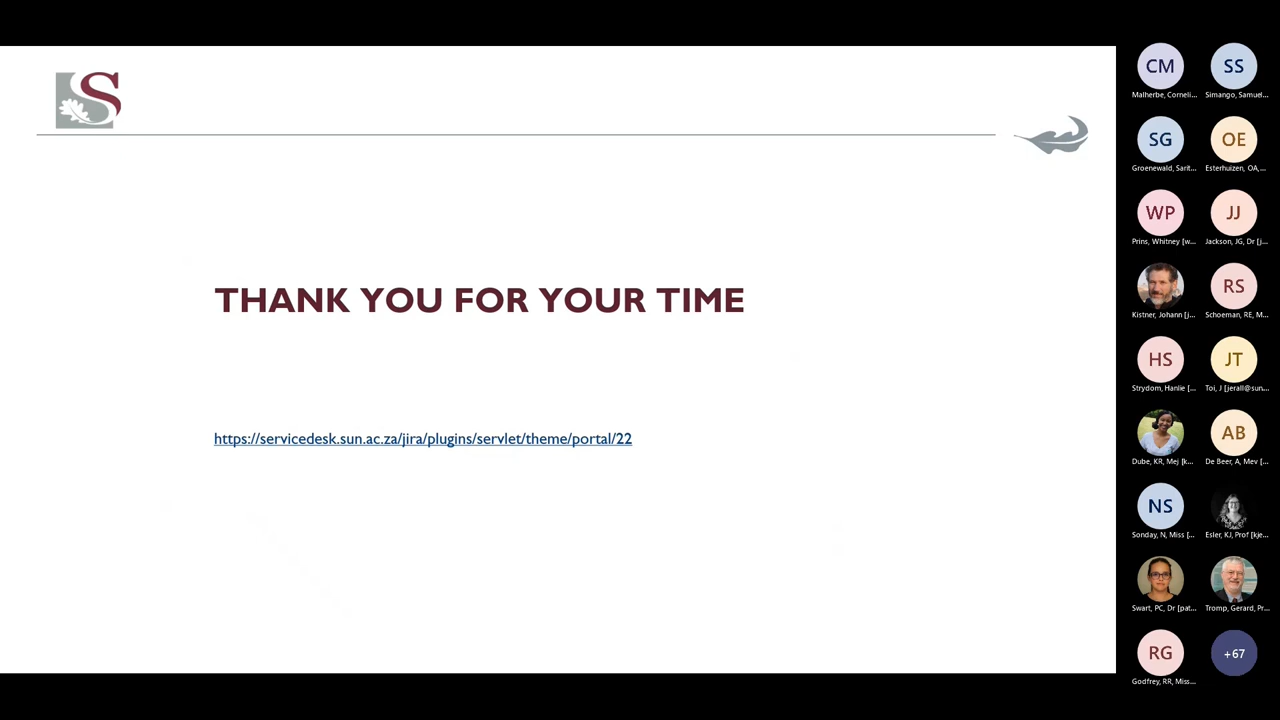 S
THANK YOU FOR YOUR TIME
https://servicedesk.sun.ac.za/jira/plugins/servlet/theme/portal/22
CM
Malherbe, Corneli...
SS
Simango, Samuel...
SG
Groenewald, Sarit...
OE
Esterhuizen, OA,...
WP
Prins, Whitney [w...
JJ
Jackson, JG, Dr [j...
Kistner, Johann [j...
RS
Schoeman, RE, M...
HS
Strydom, Hanlie [...
JT
Toi, J [jerall@sun...
Dube, KR, Mej [k...
AB
De Beer, A, Mev [...
NS
Sonday, N, Miss [...
Esler, KJ, Prof [kje...
Swart, PC, Dr [pat...
Tromp, Gerard, Pr...
RG
Godfrey, RR, Miss...
+67